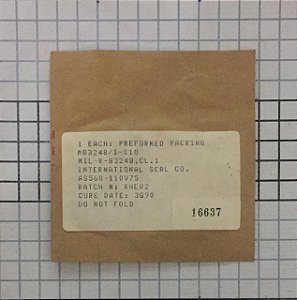 1 EACH: PREFORMED PACKING
M83248/1-110
MIL-R-83248,CL.1
INTERNATIONAL SEAL CO.
AS568-110V75
BATCH #: KHEV2
CURE DATE: 3Q90
DO NOT FOLD
16637